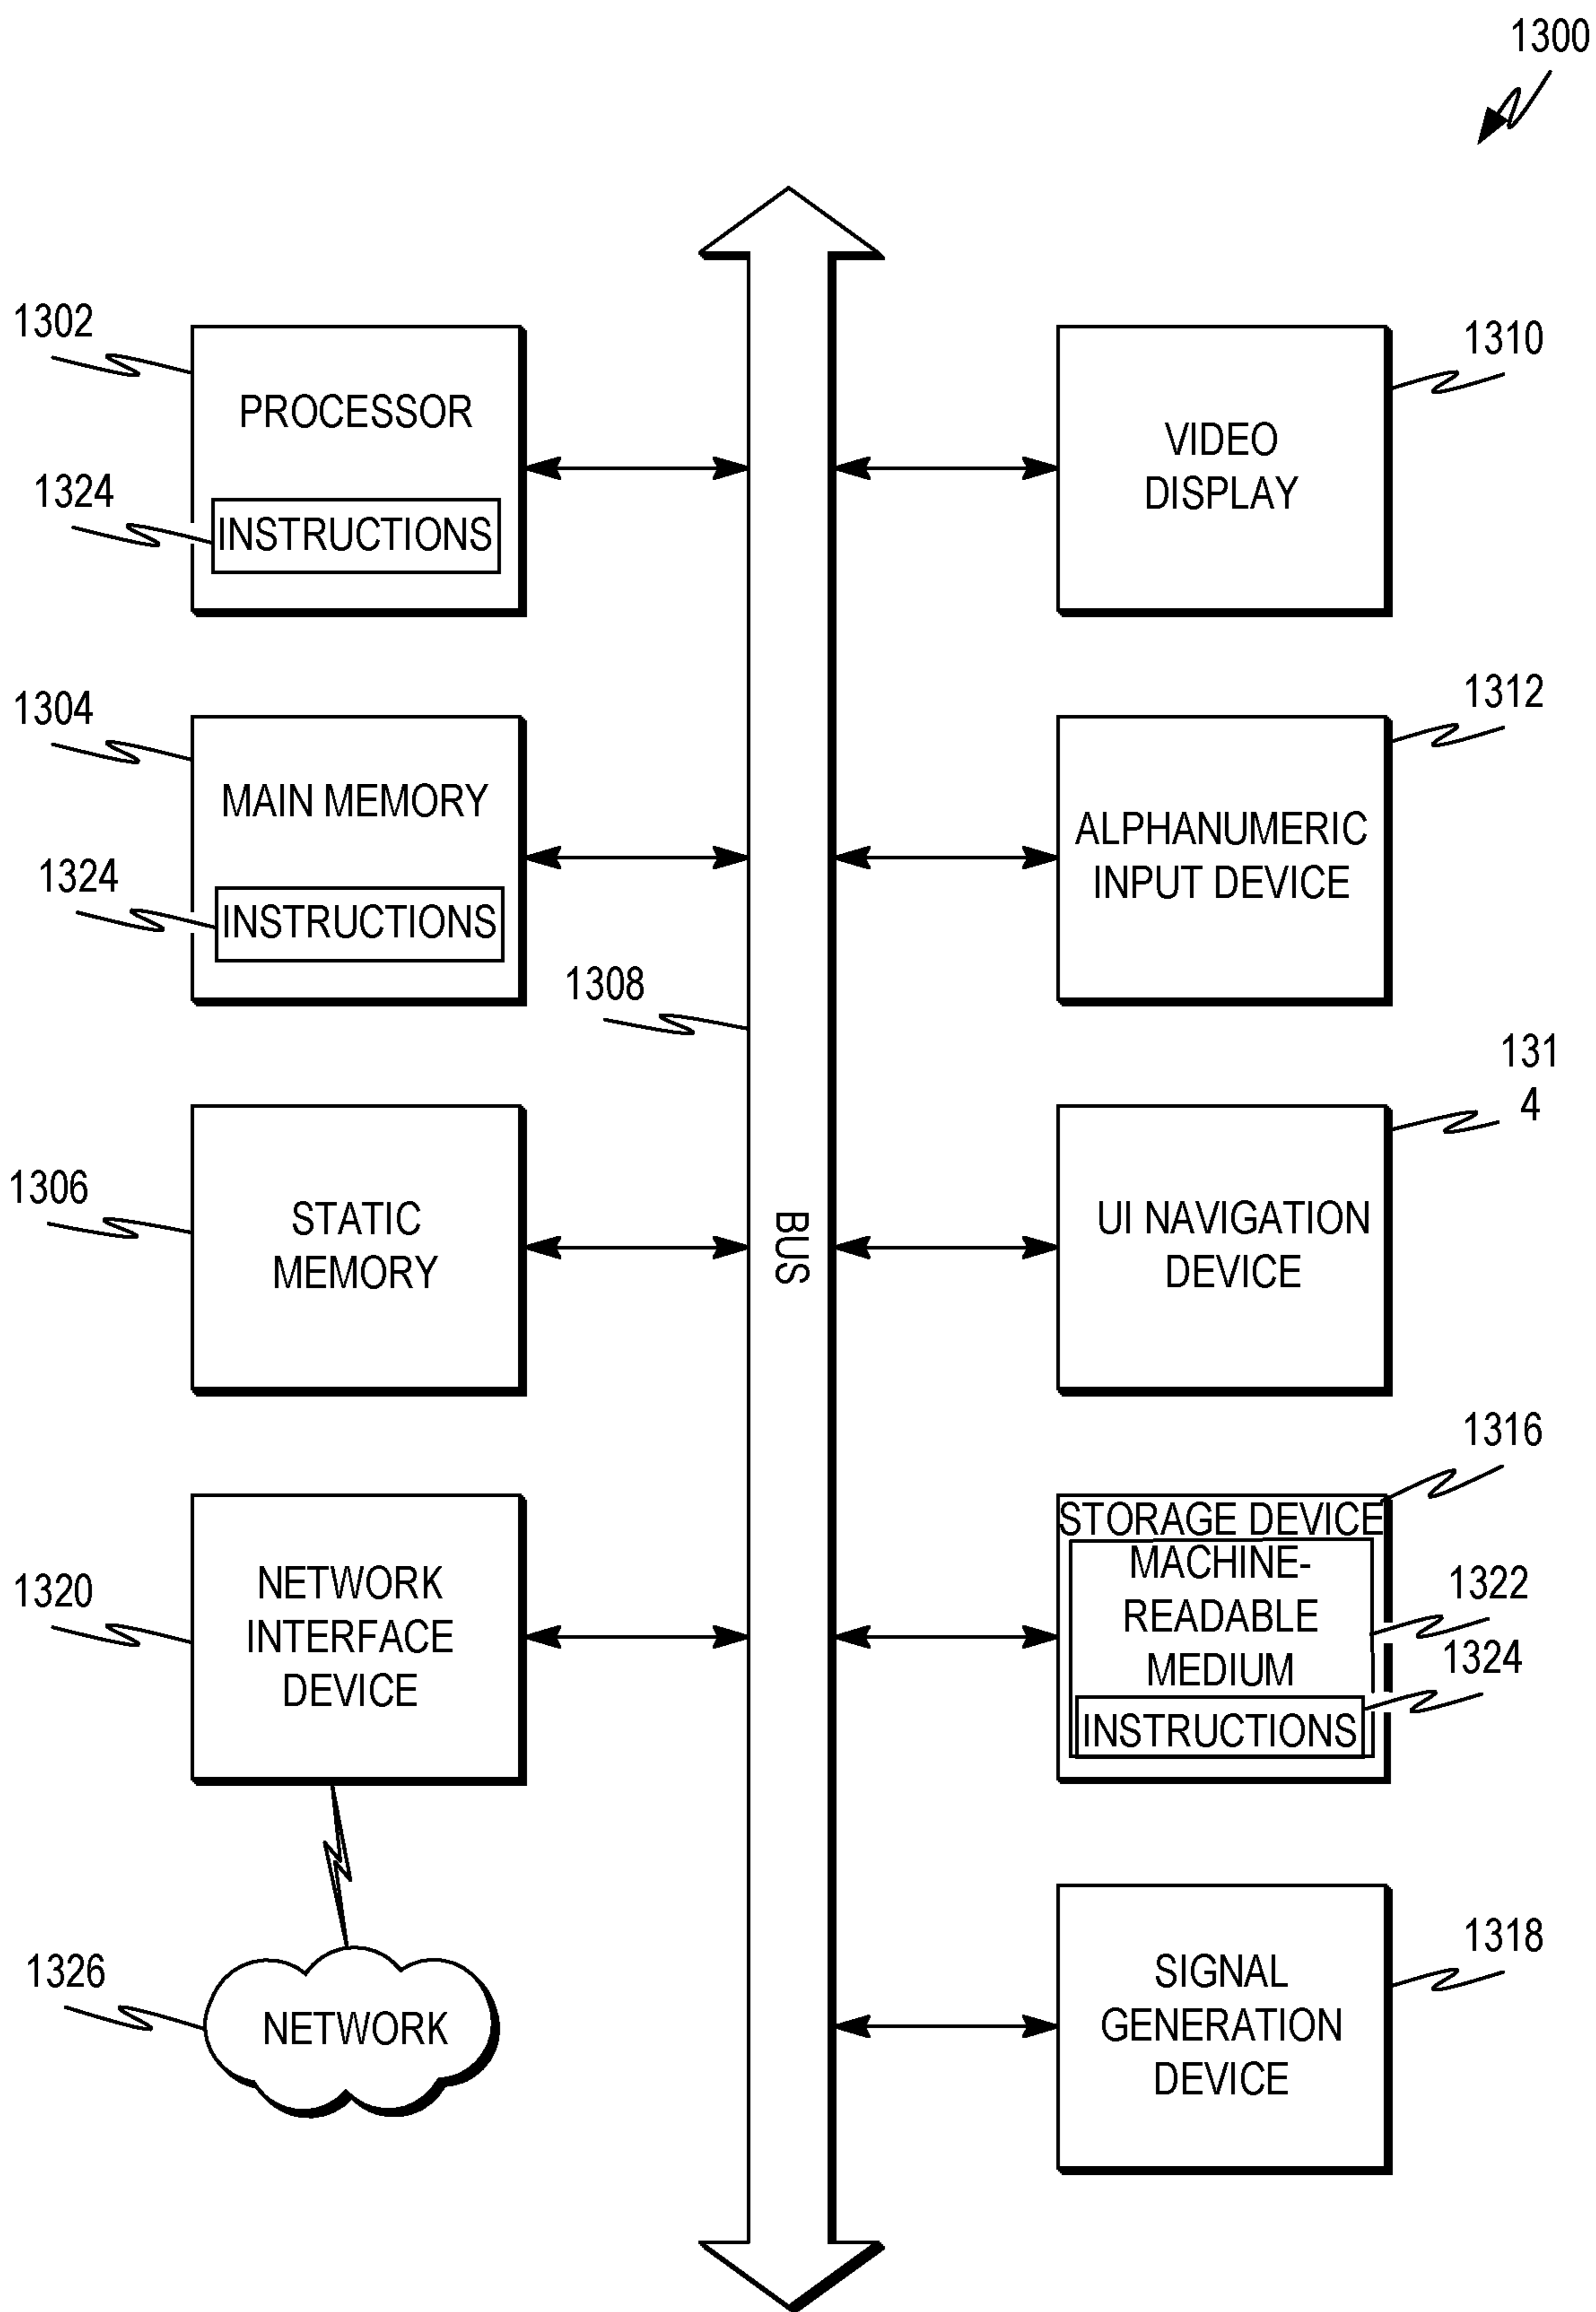 1300
1302
PROCESSOR
1324
INSTRUCTIONS
1310
VIDEO
DISPLAY
1304
MAIN MEMORY
1324
INSTRUCTIONS
1312
ALPHANUMERIC
INPUT DEVICE
1308
BUS
1306
STATIC
MEMORY
131
4
UI NAVIGATION
DEVICE
1320
NETWORK
INTERFACE
DEVICE
1316
STORAGE DEVICE
MACHINE-
READABLE
MEDIUM
1322
1324
INSTRUCTIONS
1326
NETWORK
1318
SIGNAL
GENERATION
DEVICE